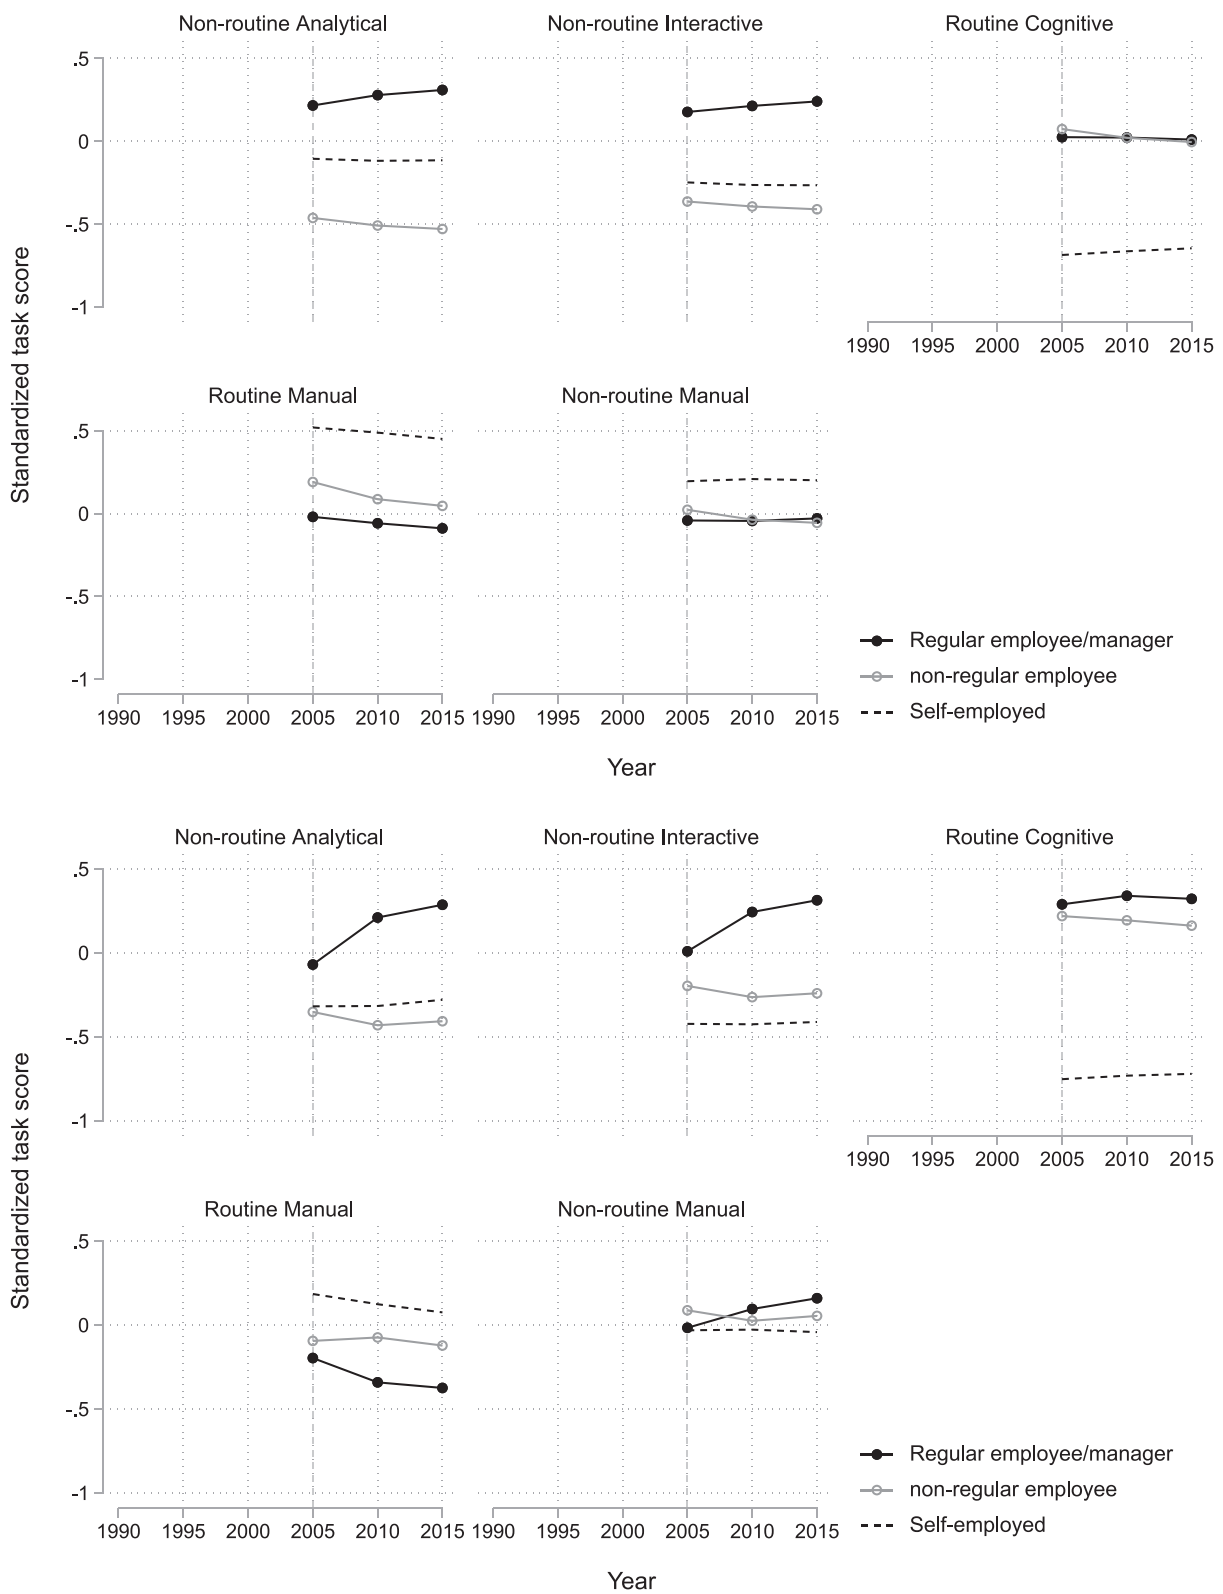 Non-routine Analytical Non-routine Interactive Routine Cognitive
.5
0
-.5
-1
1990 1995 2000 2005 2010 2015
Standardized task score
Routine Manual Non-routine Manual
.5
0
-.5
-1
1990 1995 2000 2005 2010 2015 1990 1995 2000 2005 2010 2015
Regular employee/manager
non-regular employee
Self-employed
Year
Non-routine Analytical Non-routine Interactive Routine Cognitive
.5
0
-.5
-1
1990 1995 2000 2005 2010 2015
Standardized task score
Routine Manual Non-routine Manual
.5
0
-.5
-1
1990 1995 2000 2005 2010 2015 1990 1995 2000 2005 2010 2015
Regular employee/manager
non-regular employee
Self-employed
Year